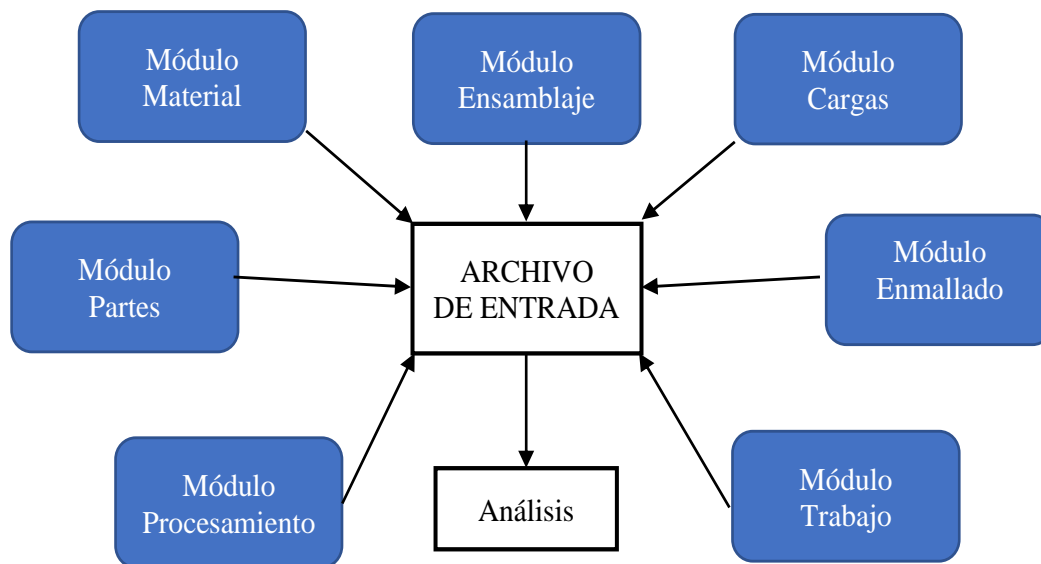 Módulo
Material
Módulo
Ensamblaje
Módulo
Cargas
Módulo
Partes
ARCHIVO
DE ENTRADA
Módulo
Enmallado
Módulo
Procesamiento
Análisis
Módulo
Trabajo